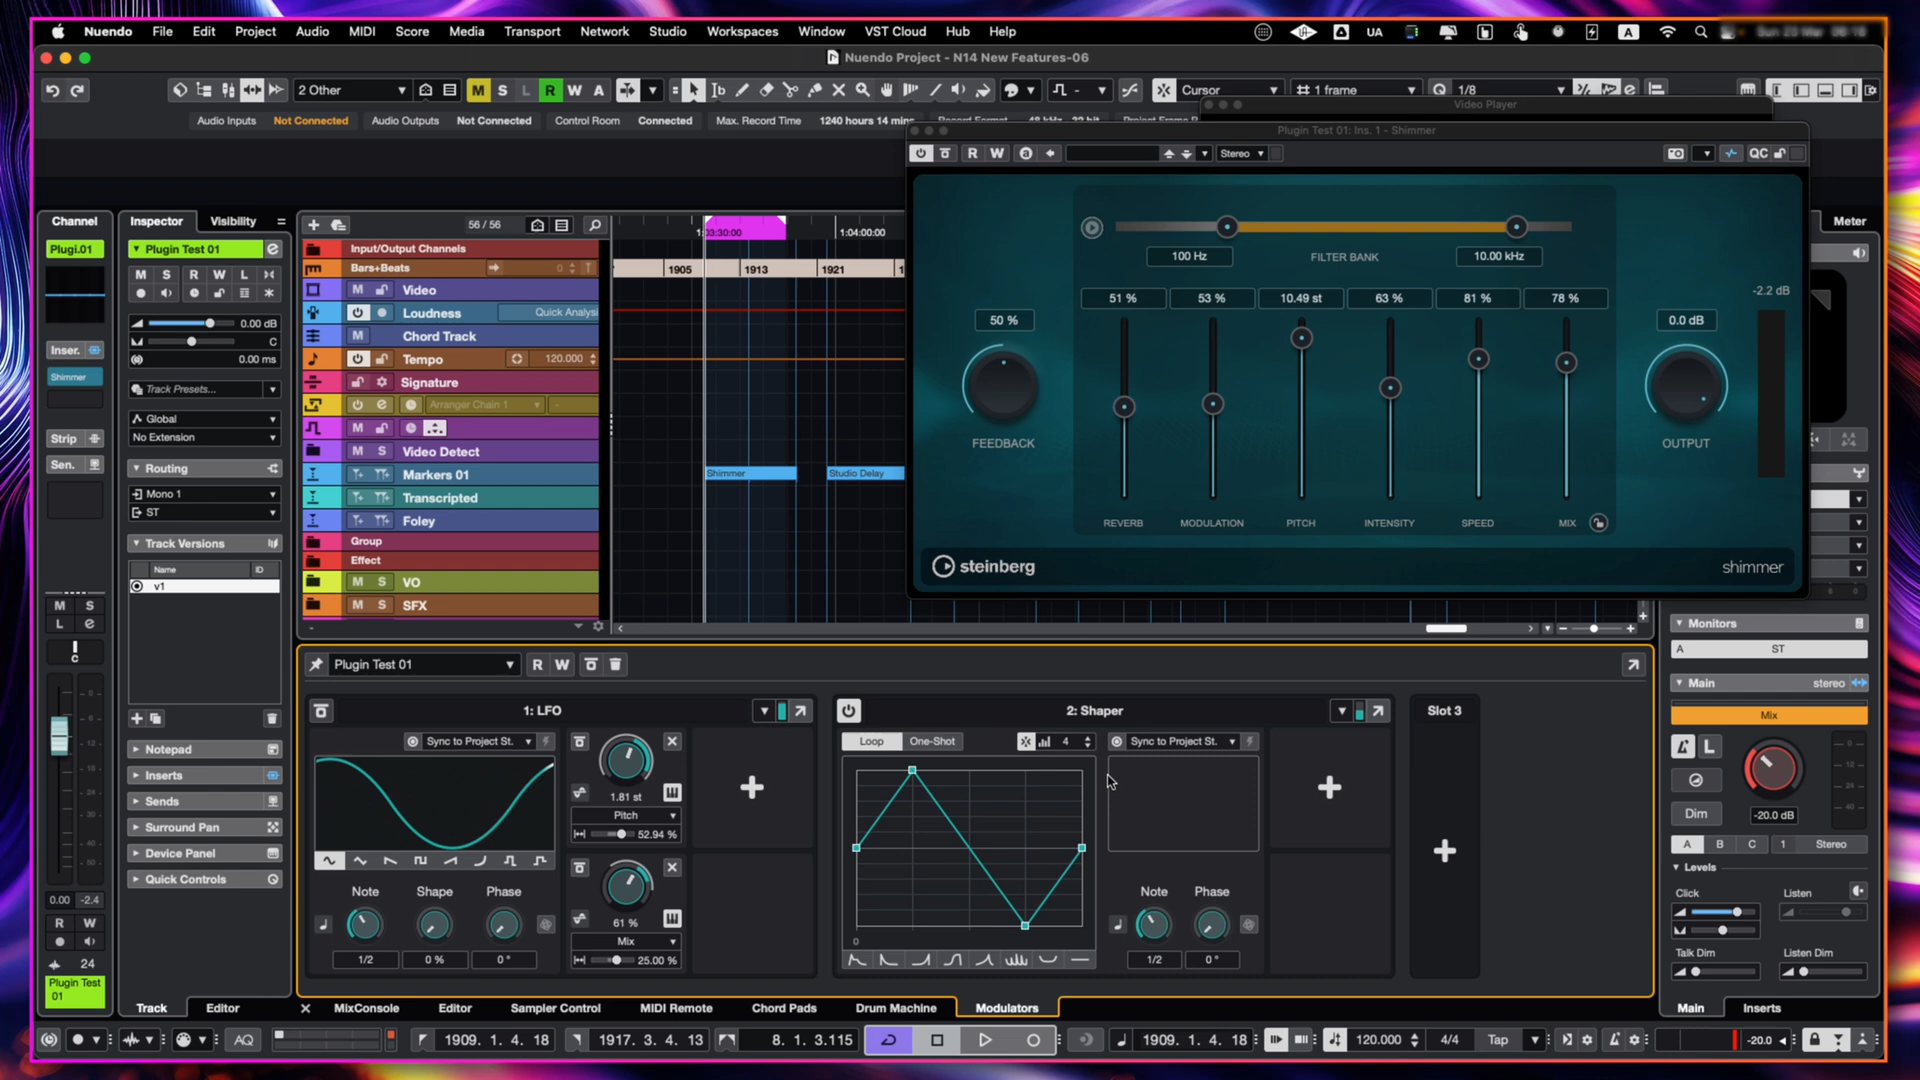 Nuendo File Edit Project Audio MIDI Score Media Transport Network Studio Workspaces Window VST Cloud Hub Help UA A
Nuendo Project - N14 New Features-06
2 Other M S L R W A Cursor 1 frame Q 1/8
Video Player
Audio Inputs Not Connected Audio Outputs Not Connected Control Room Connected Max. Record Time 1240 hours 14 mins
Plugin Test 01: Ins. 1 - Shimmer
R W Stereo QC
Channel Inspector Visibility 56 / 56 1:03:30:00 1:04:00:00 Meter
Plugi.01 Plugin Test 01 Input/Output Channels
M S R W L Bars+Beats 0 1905 1913 1921
Video
Loudness Quick Analysi
Chord Track
Tempo 120.000
Signature
Arranger Chain 1
M
Video Detect
Markers 01
Transcripted
Foley
Group
Effect
VO
SFX
Shimmer Studio Delay
100 Hz FILTER BANK 10.00 kHz
51 % 53 % 10.49 st 63 % 81 % 78 %
-2.2 dB
50 % 0.0 dB
FEEDBACK OUTPUT
REVERB MODULATION PITCH INTENSITY SPEED MIX
steinberg shimmer
0.00 dB
C
0.00 ms
Inser.
Shimmer
Track Presets...
Global
No Extension
Strip
Sen.
Routing
Mono 1
ST
Track Versions
Name ID
v1
M S
L e
C
Notepad
Inserts
Sends
Surround Pan
Device Panel
Quick Controls
0.00 -2.4
R W
24
Plugin Test 01
Track Editor
Plugin Test 01 R W
1: LFO 2: Shaper Slot 3
Sync to Project St. Loop One-Shot 4 Sync to Project St.
1.81 st
Pitch
52.94 %
Note Shape Phase
1/2 0 % 0 °
61 %
Mix
25.00 %
0
Note Phase
1/2 0 °
MixConsole Editor Sampler Control MIDI Remote Chord Pads Drum Machine Modulators
Monitors
A ST
Main stereo
Mix
L
Dim -20.0 dB
A B C 1 Stereo
Levels
Click Listen
Talk Dim Listen Dim
Main Inserts
AQ 1909. 1. 4. 18 1917. 3. 4. 13 8. 1. 3.115 1909. 1. 4. 18 120.000 4/4 Tap -20.0